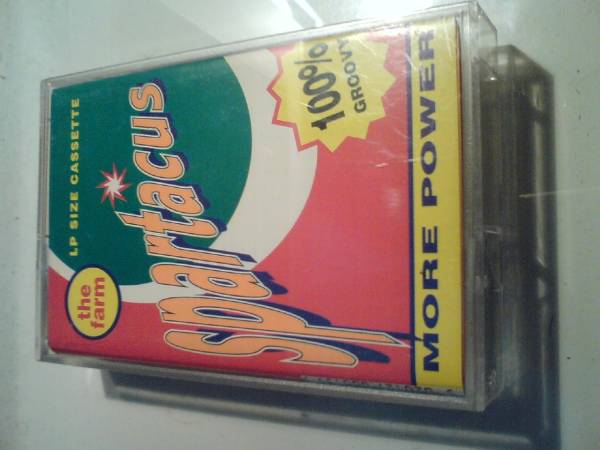 LP SIZE CASSETTE
100%
GROOVY
the
farm
spartacus
MORE POWER